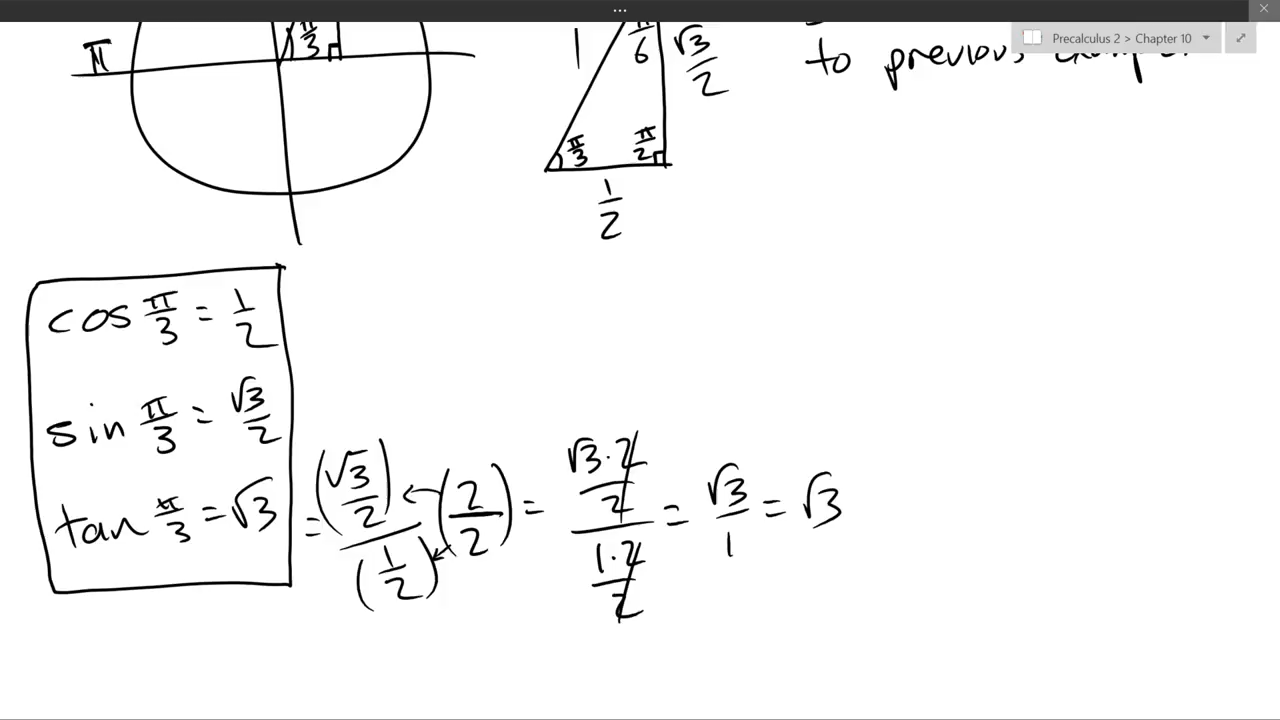 ...
Precalculus 2 > Chapter 10
π
π/3
1
π/6
√3/2
to previous
π/3
π/2
1/2
cos π/3 = 1/2
sin π/3 = √3/2
tan π/3 = √3 = (√3/2)/(1/2) (2/2) = (√3·2/2)/(1·2/2) = √3/1 = √3